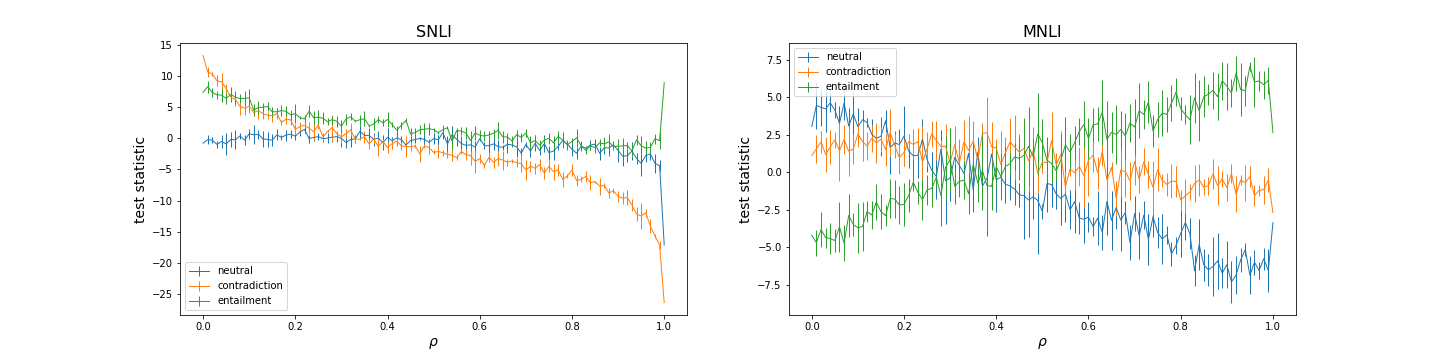 SNLI
15
10
5
0
−5
−10
−15
−20
−25
test statistic
neutral
contradiction
entailment
0.0
0.2
0.4
0.6
0.8
1.0
ρ
MNLI
7.5
5.0
2.5
0.0
−2.5
−5.0
−7.5
test statistic
neutral
contradiction
entailment
0.0
0.2
0.4
0.6
0.8
1.0
ρ